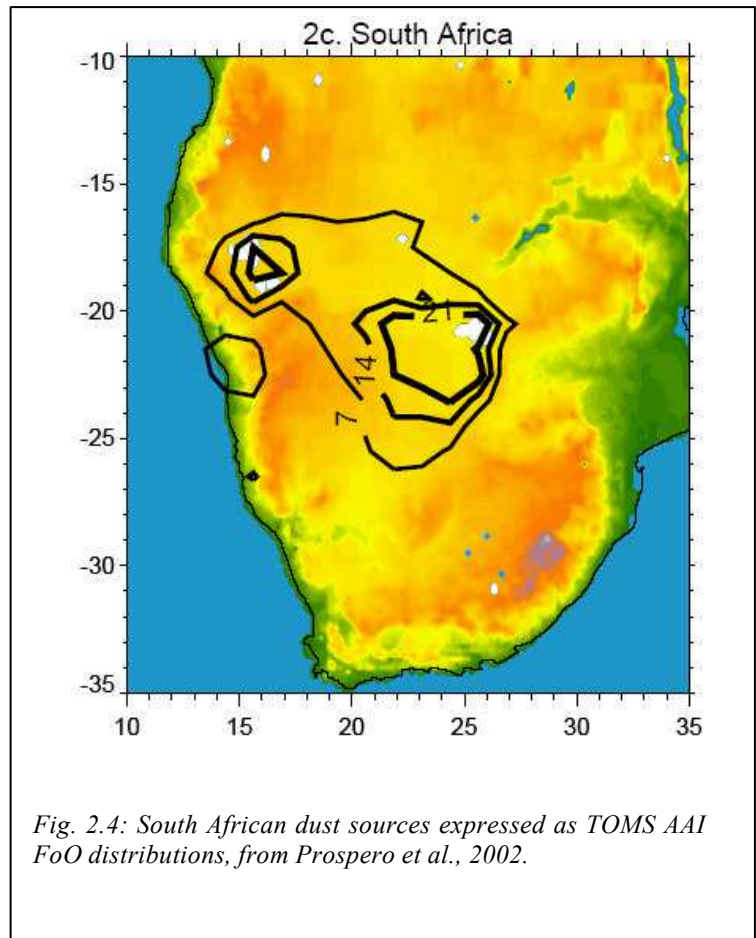 2c. South Africa
-10
-15
-20
-25
-30
-35
21
14
7
10 15 20 25 30 35
Fig. 2.4: South African dust sources expressed as TOMS AAI
FoO distributions, from Prospero et al., 2002.